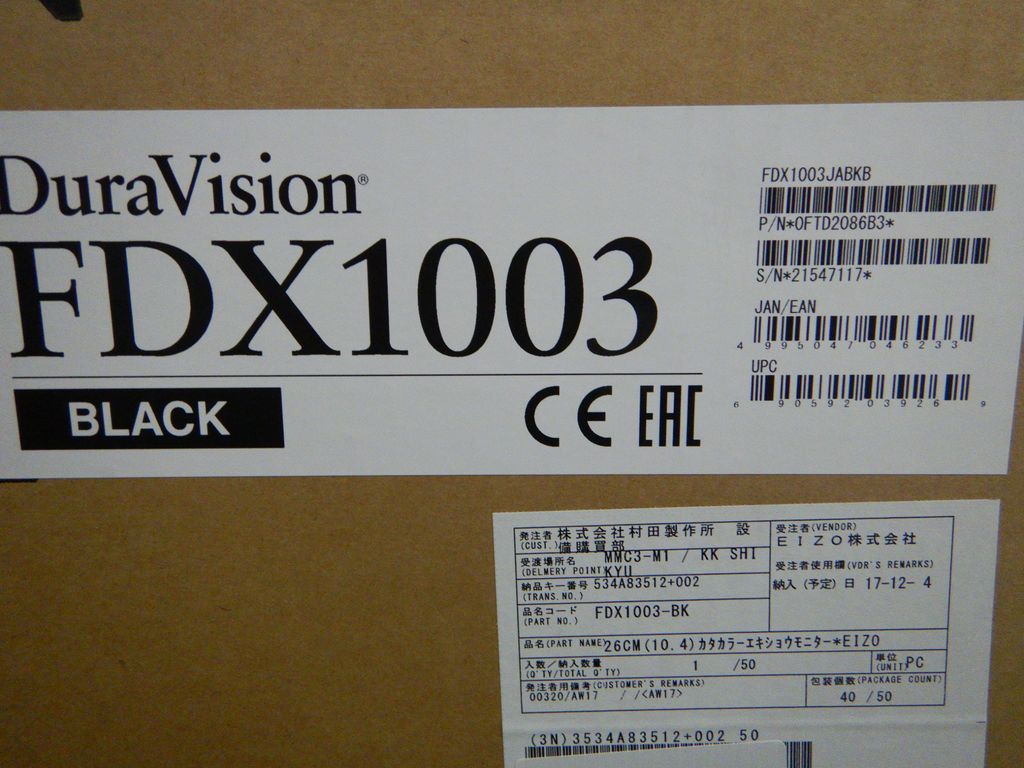 DuraVision®
FDX1003
BLACK
CE EAC
FDX1003JABKB
P/N*0FTD2086B3*
S/N*21547117*
JAN/EAN
4 995047 046233
UPC
6 90592 03926 9
発注者 株式会社村田製作所 設
(CUST.) 備購買部
受渡場所名 MMC3-M1 / KK SHI
(DELIVERY POINT) KYU
納品キー番号 534A83512+002
(TRANS.NO.)
品名コード FDX1003-BK
(PART NO.)
受注者(VENDOR)
EIZO株式会社
受注者使用欄(VDR'S REMARKS)
納入(予定)日 17-12- 4
品名(PART NAME) 26CM(10.4)カタカラーエキショウモニター*EIZO
入数/納入数量 1 /50
(Q'TY/TOTAL Q'TY)
単位 PC
(UNIT)
発注者用備考(CUSTOMER'S REMARKS)
00320/AW17 / /<AW17>
包装個数(PACKAGE COUNT)
40 /50
(3N)3534A83512+002 50